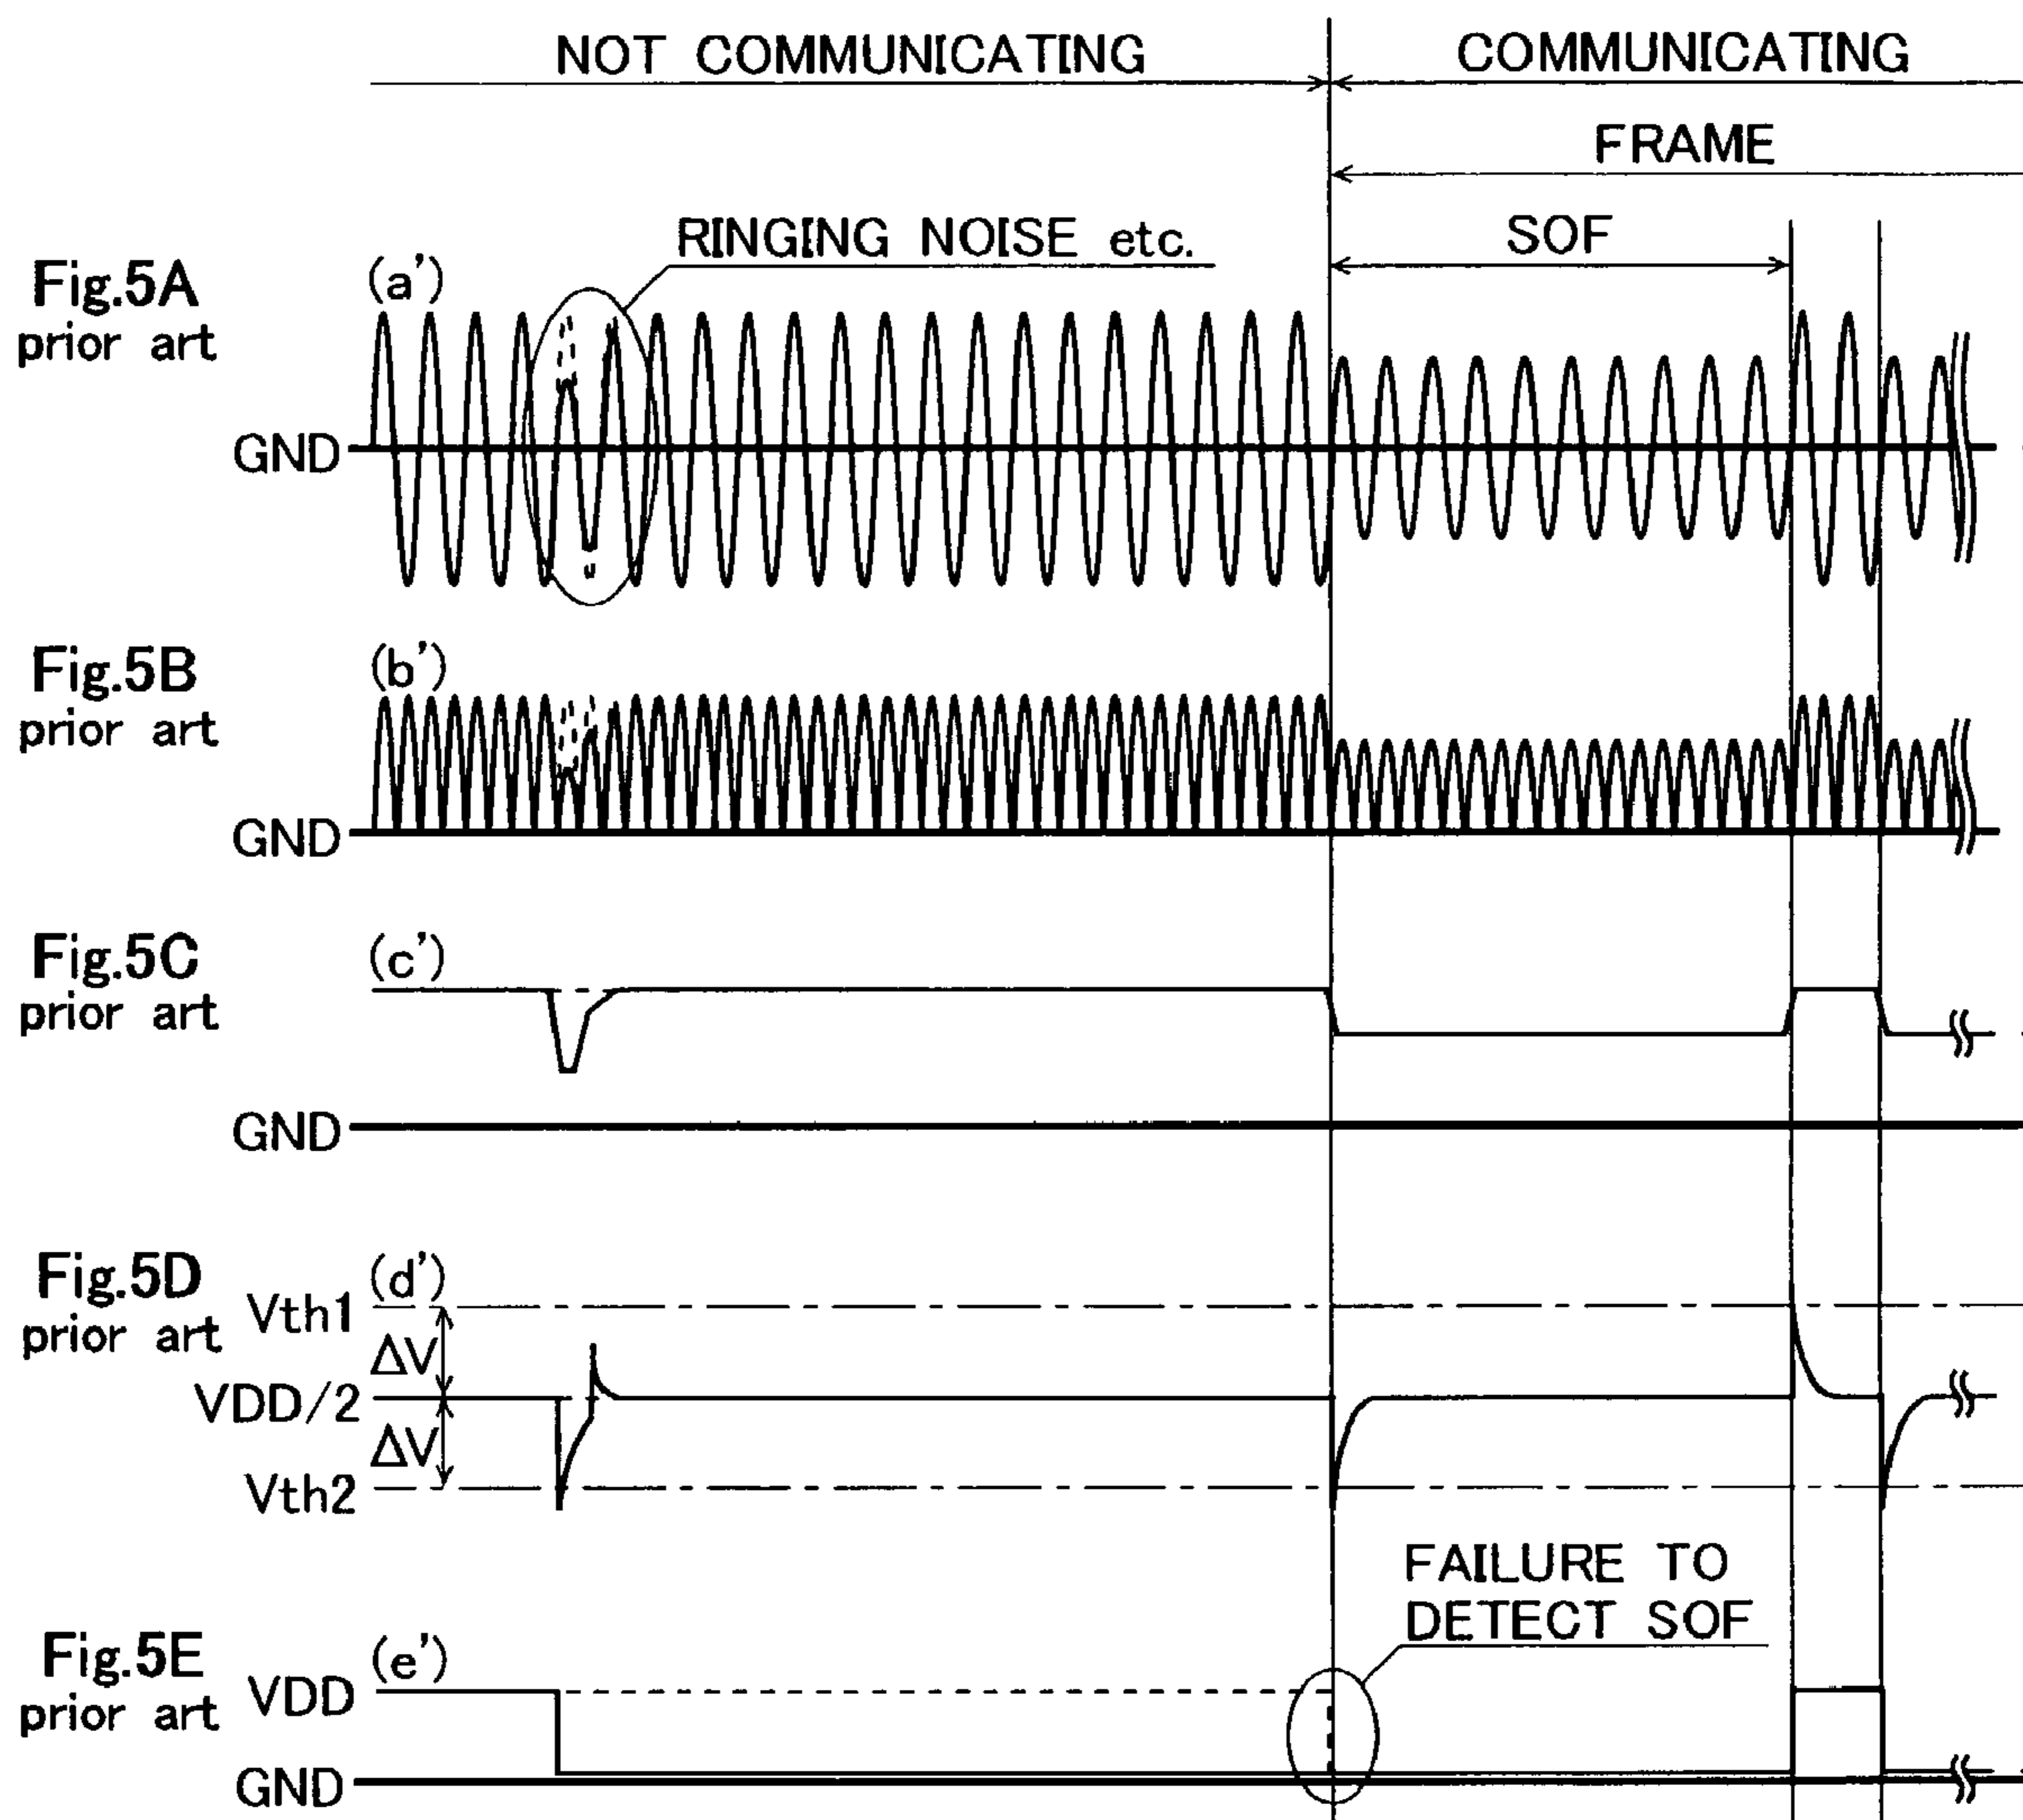 NOT COMMUNICATING
COMMUNICATING
FRAME
RINGING NOISE etc.
SOF
Fig.5A
prior art
(a')
GND
Fig.5B
prior art
(b')
GND
Fig.5C
prior art
(c')
GND
Fig.5D
prior art
(d')
Vth1
ΔV
VDD/2
ΔV
Vth2
FAILURE TO
DETECT SOF
Fig.5E
prior art
(e')
VDD
GND